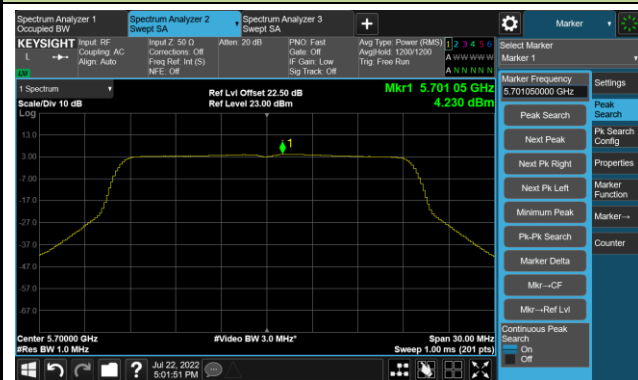 Spectrum Analyzer 1
Occupied BW
Spectrum Analyzer 2
Swept SA
Spectrum Analyzer 3
Swept SA
+
Marker
KEYSIGHT
L
LXI
Input: RF
Coupling: AC
Align: Auto
Input Z: 50 Ω
Corrections: Off
Freq Ref: Int (S)
NFE: Off
Atten: 20 dB
PNO: Fast
Gate: Off
IF Gain: Low
Sig Track: Off
Avg Type: Power (RMS)
Avg|Hold: 1200/1200
Trig: Free Run
1 2 3 4 5 6
A W W W W W
A N N N N N
Select Marker
Marker 1
1 Spectrum
Scale/Div 10 dB
Log
Ref Lvl Offset 22.50 dB
Ref Level 23.00 dBm
Mkr1 5.701 05 GHz
4.230 dBm
13.0
3.00
-7.00
-17.0
-27.0
-37.0
-47.0
-57.0
-67.0
1
Center 5.70000 GHz
#Res BW 1.0 MHz
#Video BW 3.0 MHz*
Span 30.00 MHz
Sweep 1.00 ms (201 pts)
Marker Frequency
5.701050000 GHz
Peak Search
Next Peak
Next Pk Right
Next Pk Left
Minimum Peak
Pk-Pk Search
Marker Delta
Mkr→CF
Mkr→Ref Lvl
Continuous Peak
Search
On
Off
Settings
Peak
Search
Pk Search
Config
Properties
Marker
Function
Marker→
Counter
?
Jul 22, 2022
5:01:51 PM